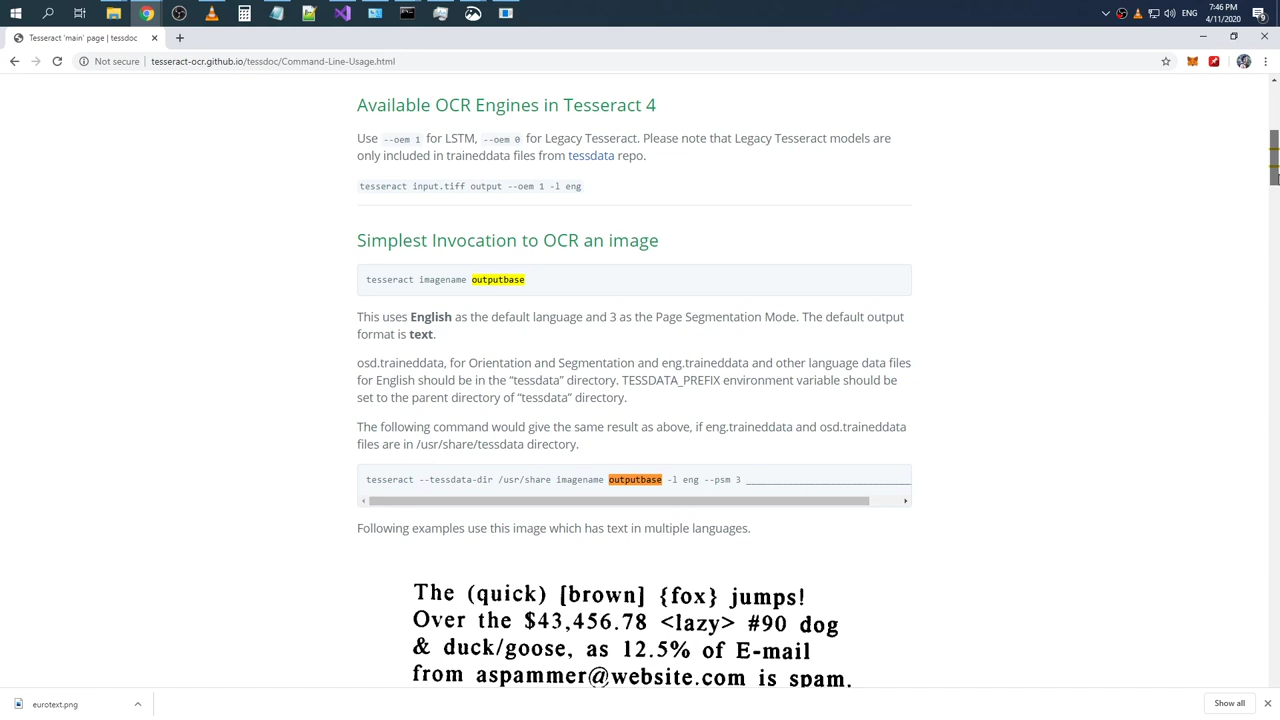 ENG
7:46 PM
4/11/2020
9
Tesseract 'main' page | tessdoc
Not secure
tesseract-ocr.github.io/tessdoc/Command-Line-Usage.html
Available OCR Engines in Tesseract 4
Use --oem 1 for LSTM, --oem 0 for Legacy Tesseract. Please note that Legacy Tesseract models are
only included in traineddata files from tessdata repo.
tesseract input.tiff output --oem 1 -l eng
Simplest Invocation to OCR an image
tesseract imagename outputbase
This uses English as the default language and 3 as the Page Segmentation Mode. The default output
format is text.
osd.traineddata, for Orientation and Segmentation and eng.traineddata and other language data files
for English should be in the “tessdata” directory. TESSDATA_PREFIX environment variable should be
set to the parent directory of “tessdata” directory.
The following command would give the same result as above, if eng.traineddata and osd.traineddata
files are in /usr/share/tessdata directory.
tesseract --tessdata-dir /usr/share imagename outputbase -l eng --psm 3
Following examples use this image which has text in multiple languages.
The (quick) [brown] {fox} jumps!
Over the $43,456.78 <lazy> #90 dog
& duck/goose, as 12.5% of E-mail
from aspammer@website.com is spam.
eurotext.png
Show all